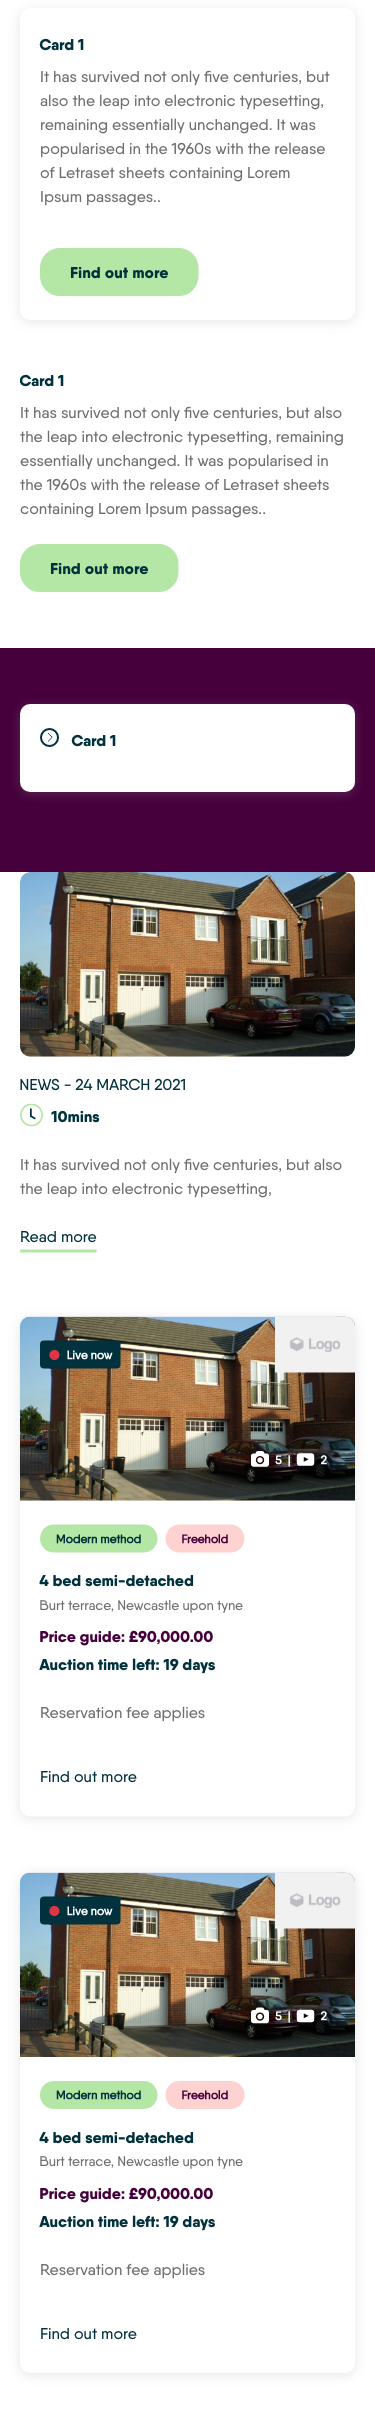 Card 1
It has survived not only five centuries, but
also the leap into electronic typesetting,
remaining essentially unchanged. It was
popularised in the 1960s with the release
of Letraset sheets containing Lorem
Ipsum passages..
Find out more
Card 1
It has survived not only five centuries, but also
the leap into electronic typesetting, remaining
essentially unchanged. It was popularised in
the 1960s with the release of Letraset sheets
containing Lorem Ipsum passages..
Find out more
Card 1
NEWS - 24 MARCH 2021
10mins
It has survived not only five centuries, but also
the leap into electronic typesetting,
Read more
Live now
Logo
5 | 2
Modern method Freehold
4 bed semi-detached
Burt terrace, Newcastle upon tyne
Price guide: £90,000.00
Auction time left: 19 days
Reservation fee applies
Find out more
Live now
Logo
5 | 2
Modern method Freehold
4 bed semi-detached
Burt terrace, Newcastle upon tyne
Price guide: £90,000.00
Auction time left: 19 days
Reservation fee applies
Find out more